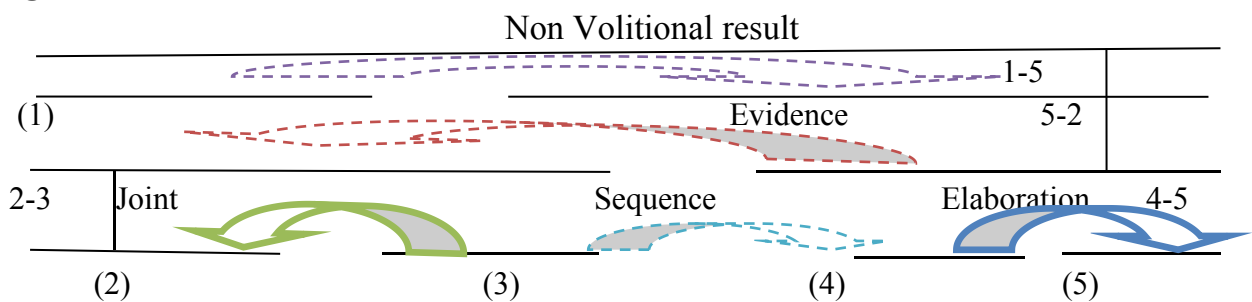 Non Volitional result
1-5
(1) Evidence 5-2
2-3 Joint Sequence Elaboration 4-5
(2) (3) (4) (5)